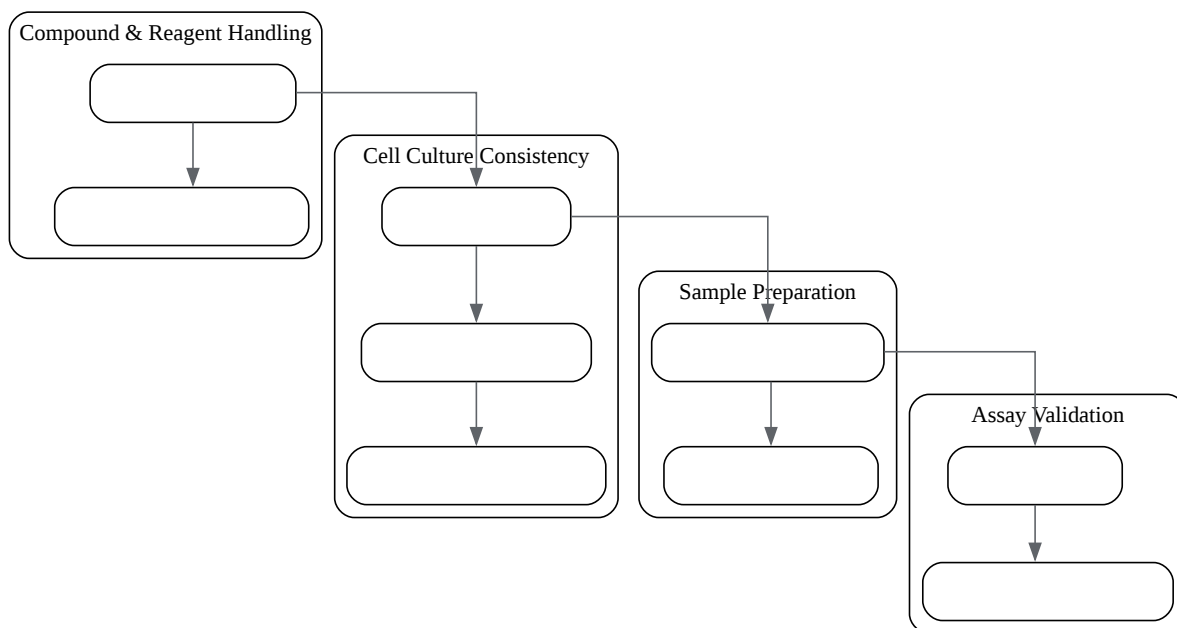 Compound & Reagent Handling
Cell Culture Consistency
Sample Preparation
Assay Validation